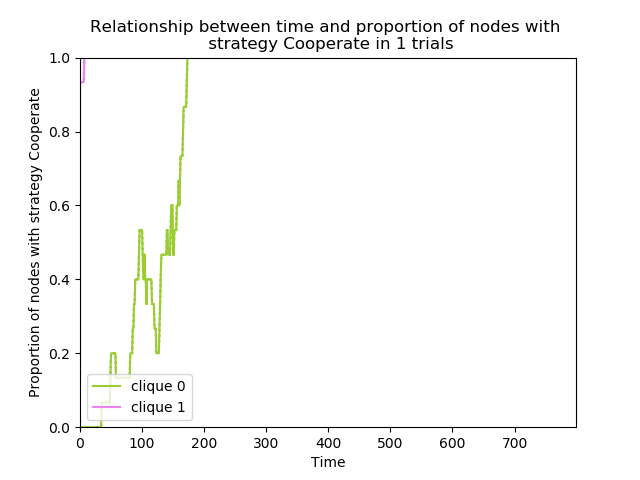 Relationship between time and proportion of nodes with
strategy Cooperate in 1 trials
Proportion of nodes with strategy Cooperate
1.0
0.8
0.6
0.4
0.2
0.0
clique 0
clique 1
0 100 200 300 400 500 600 700
Time